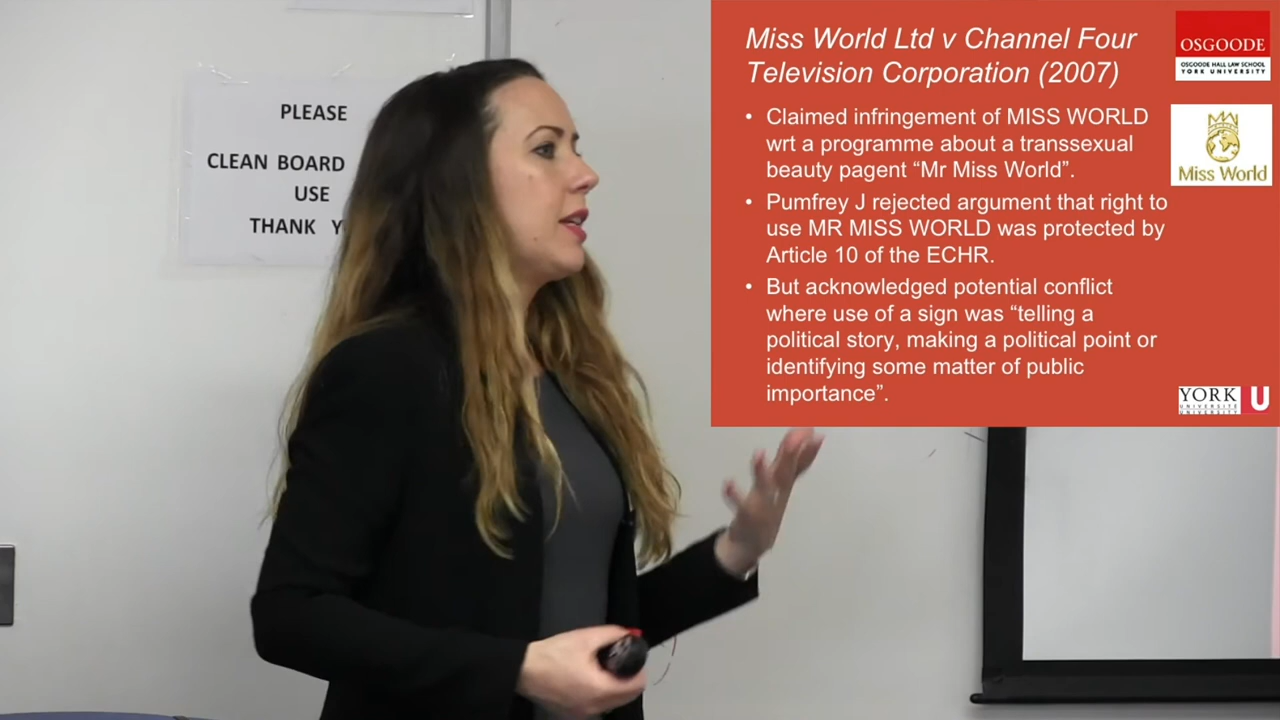 PLEASE
CLEAN BOARD
USE
THANK Y
Miss World Ltd v Channel Four
Television Corporation (2007)
• Claimed infringement of MISS WORLD
wrt a programme about a transsexual
beauty pagent “Mr Miss World”.
• Pumfrey J rejected argument that right to
use MR MISS WORLD was protected by
Article 10 of the ECHR.
• But acknowledged potential conflict
where use of a sign was “telling a
political story, making a political point or
identifying some matter of public
importance”.
OSGOODE
OSGOODE HALL LAW SCHOOL
YORK UNIVERSITY
Miss World
YORK U
UNIVERSITÉ
UNIVERSITY